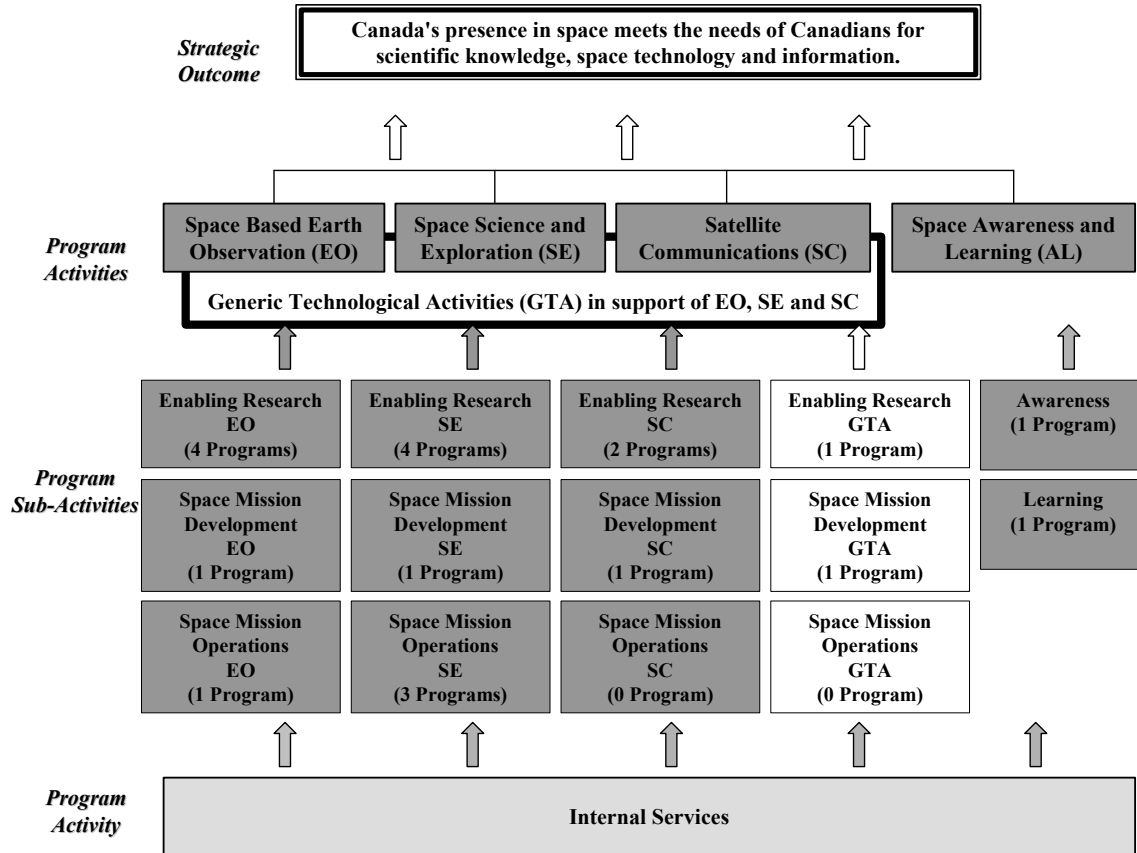 Strategic
Outcome
Canada's presence in space meets the needs of Canadians for
scientific knowledge, space technology and information.
Program
Activities
Space Based Earth
Observation (EO)
Space Science and
Exploration (SE)
Satellite
Communications (SC)
Space Awareness and
Learning (AL)
Generic Technological Activities (GTA) in support of EO, SE and SC
Program
Sub-Activities
Enabling Research
EO
(4 Programs)
Enabling Research
SE
(4 Programs)
Enabling Research
SC
(2 Programs)
Enabling Research
GTA
(1 Program)
Awareness
(1 Program)
Space Mission
Development
EO
(1 Program)
Space Mission
Development
SE
(1 Program)
Space Mission
Development
SC
(1 Program)
Space Mission
Development
GTA
(1 Program)
Learning
(1 Program)
Space Mission
Operations
EO
(1 Program)
Space Mission
Operations
SE
(3 Programs)
Space Mission
Operations
SC
(0 Program)
Space Mission
Operations
GTA
(0 Program)
Program
Activity
Internal Services